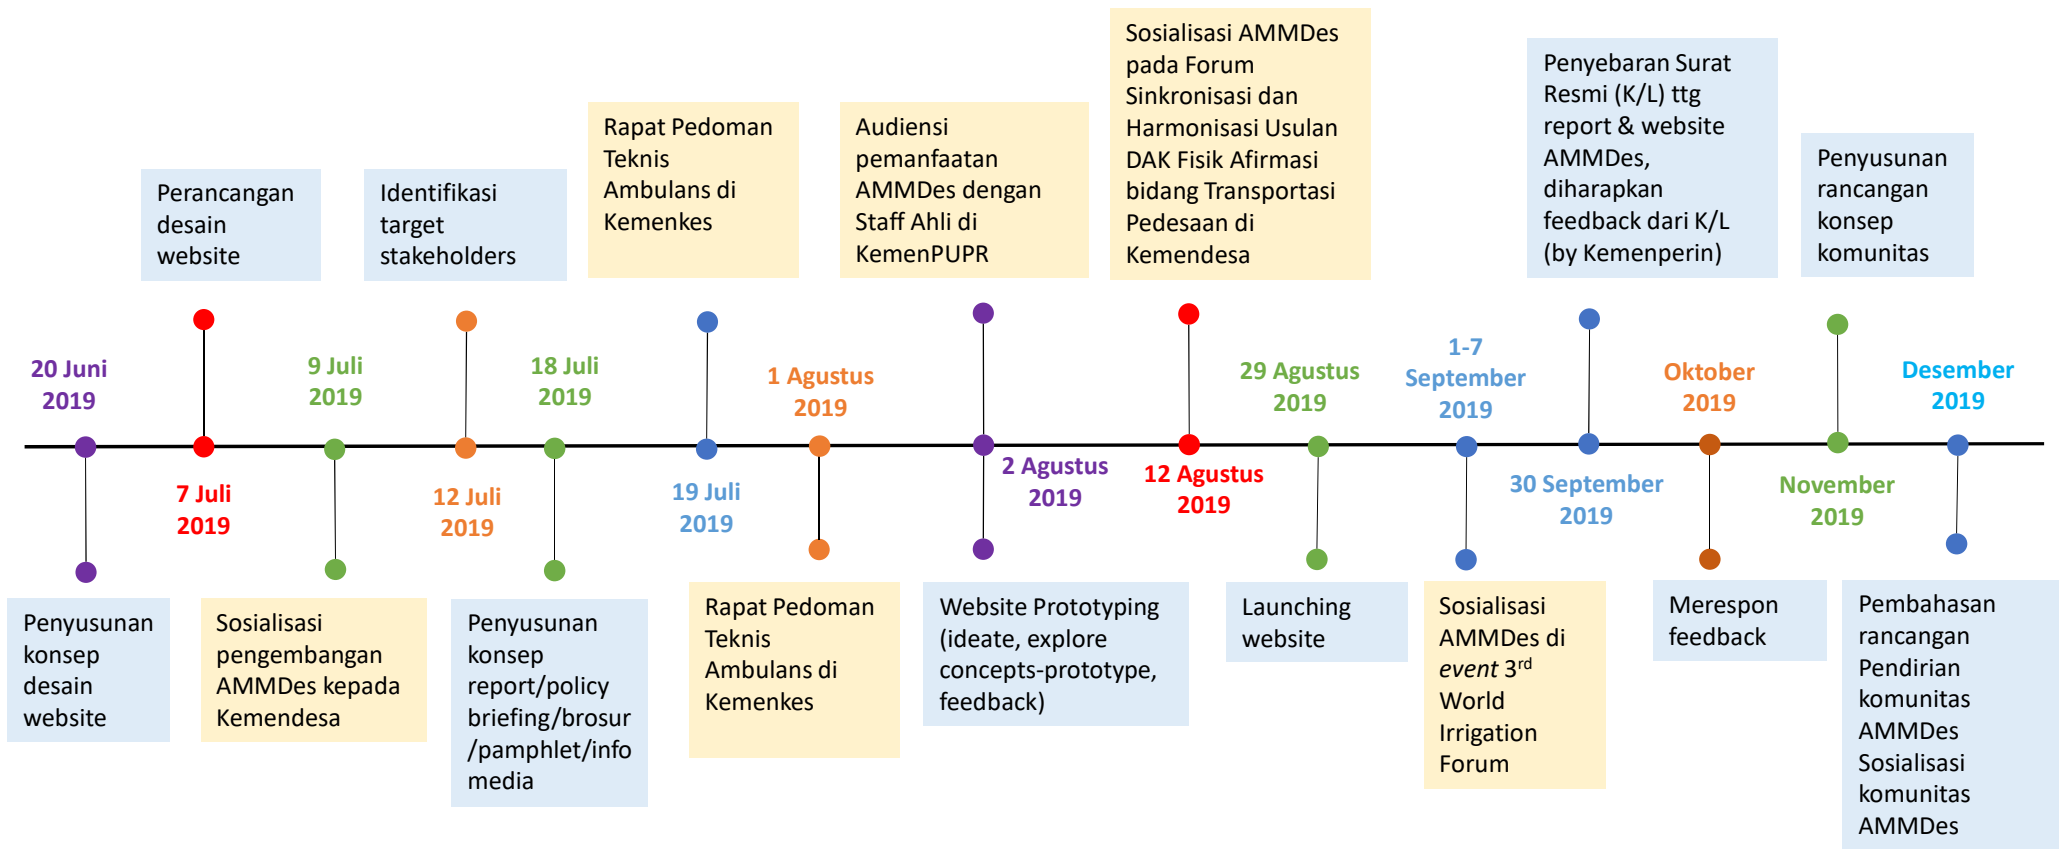 Sosialisasi AMMDes
pada Forum
Sinkronisasi dan
Harmonisasi Usulan
DAK Fisik Afirmasi
bidang Transportasi
Pedesaan di
Kemendesa
Penyebaran Surat
Resmi (K/L) ttg
report & website
AMMDes,
diharapkan
feedback dari K/L
(by Kemenperin)
Rapat Pedoman
Teknis
Ambulans di
Kemenkes
Audiensi
pemanfaatan
AMMDes dengan
Staff Ahli di
KemenPUPR
Penyusunan
rancangan
konsep
komunitas
Perancangan
desain
website
Identifikasi
target
stakeholders
20 Juni
2019
9 Juli
2019
18 Juli
2019
1 Agustus
2019
29 Agustus
2019
1-7
September
2019
Oktober
2019
Desember
2019
7 Juli
2019
12 Juli
2019
19 Juli
2019
2 Agustus
2019
12 Agustus
2019
30 September
2019
November
2019
Penyusunan
konsep
desain
website
Sosialisasi
pengembangan
AMMDes kepada
Kemendesa
Penyusunan
konsep
report/policy
briefing/brosur
/pamphlet/info
media
Rapat Pedoman
Teknis
Ambulans di
Kemenkes
Website Prototyping
(ideate, explore
concepts-prototype,
feedback)
Launching
website
Sosialisasi
AMMDes di
event 3rd
World
Irrigation
Forum
Merespon
feedback
Pembahasan
rancangan
Pendirian
komunitas
AMMDes
Sosialisasi
komunitas
AMMDes